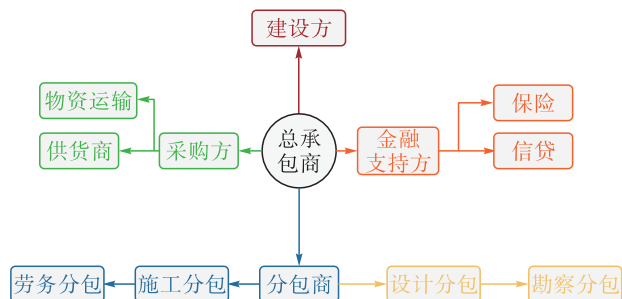 建设方
物资运输
保险
供货商
采购方
总承
包商
金融
支持方
信贷
劳务分包
施工分包
分包商
设计分包
勘察分包